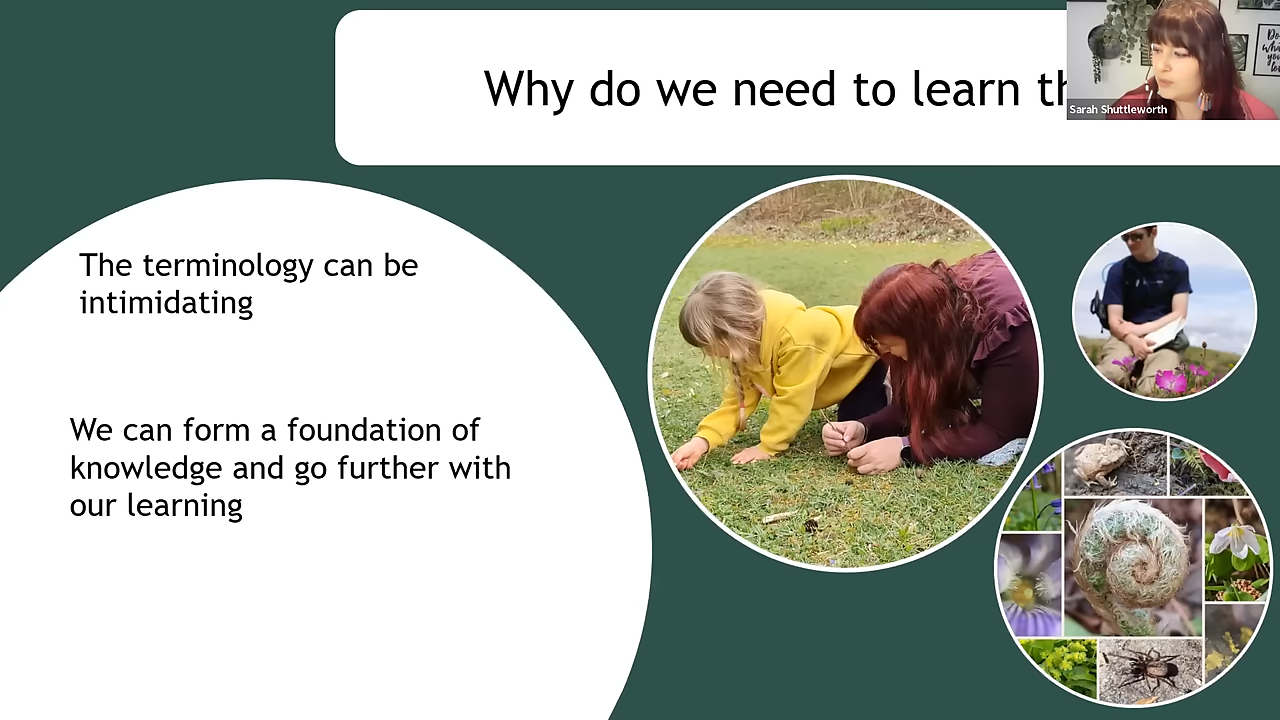 Why do we need to learn th
Sarah Shuttleworth
The terminology can be
intimidating
We can form a foundation of
knowledge and go further with
our learning